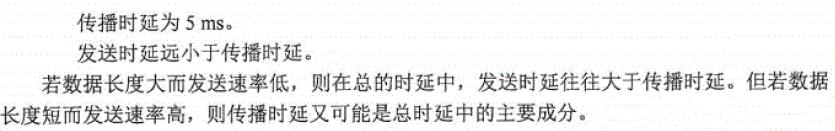 传播时延为 5 ms。
发送时延远小于传播时延。
若数据长度大而发送速率低，则在总的时延中，发送时延往往大于传播时延。但若数据
长度短而发送速率高，则传播时延又可能是总时延中的主要成分。